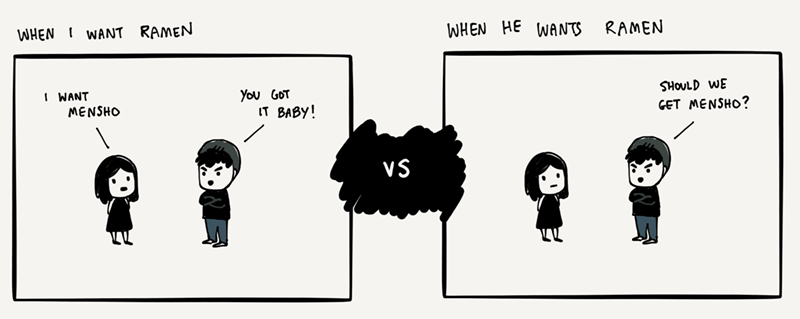 WHEN I WANT RAMEN
I WANT
MENSHO
YOU GOT
IT BABY!
VS
WHEN HE WANTS RAMEN
SHOULD WE
GET MENSHO?